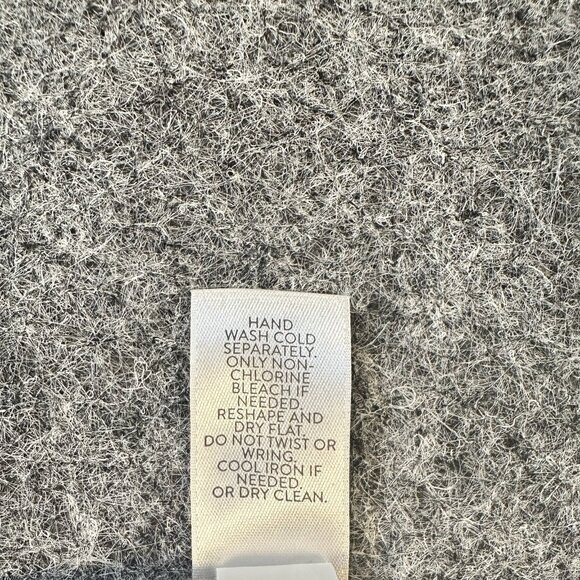 HAND
WASH COLD
SEPARATELY.
ONLY NON-
CHLORINE
BLEACH IF
NEEDED
RESHAPE AND
DRY FLAT.
DO NOT TWIST OR
WRING.
COOL IRON IF
NEEDED.
OR DRY CLEAN.